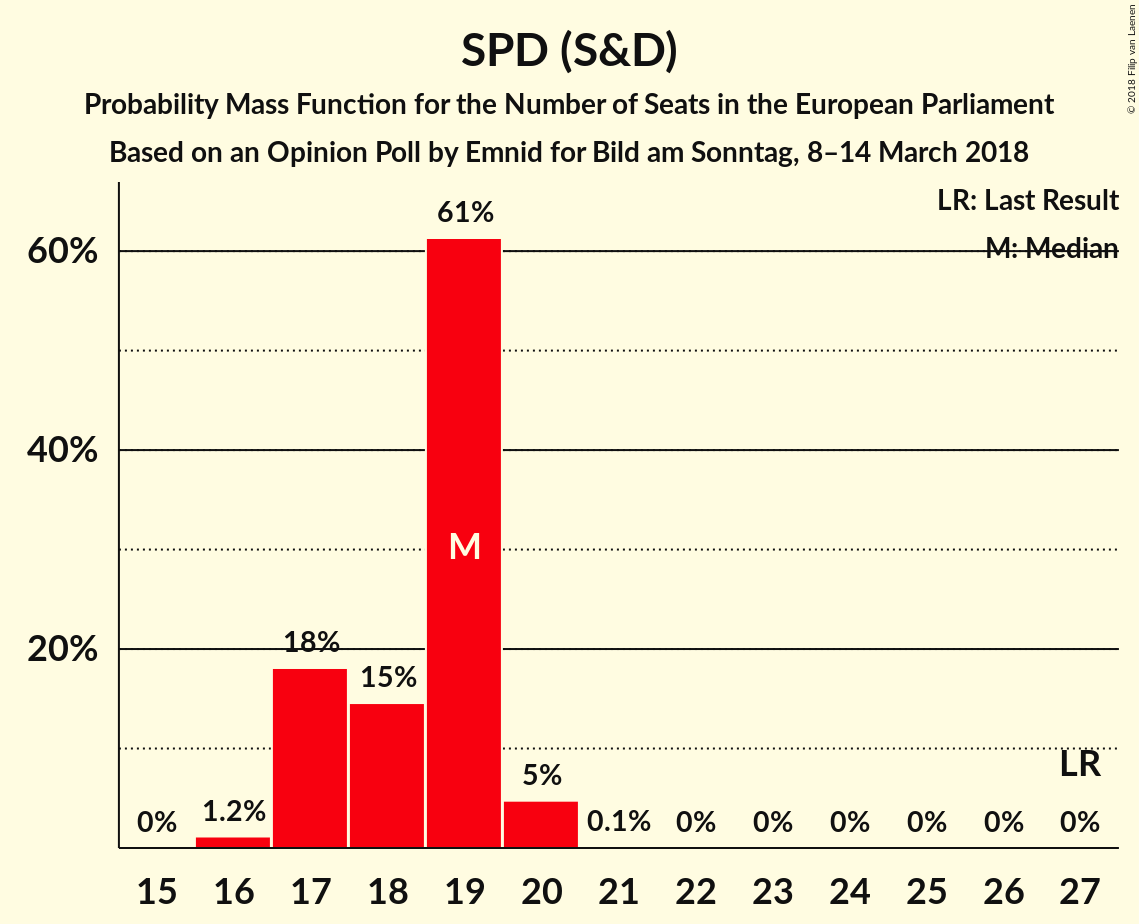 SPD (S&D)
Probability Mass Function for the Number of Seats in the European Parliament
Based on an Opinion Poll by Emnid for Bild am Sonntag, 8–14 March 2018
© 2018 Filip van Laenen
LR: Last Result
M: Median
60%
40%
20%
0%
1.2%
18%
15%
61%
M
5%
0.1%
0%
0%
0%
0%
0%
LR
0%
15 16 17 18 19 20 21 22 23 24 25 26 27